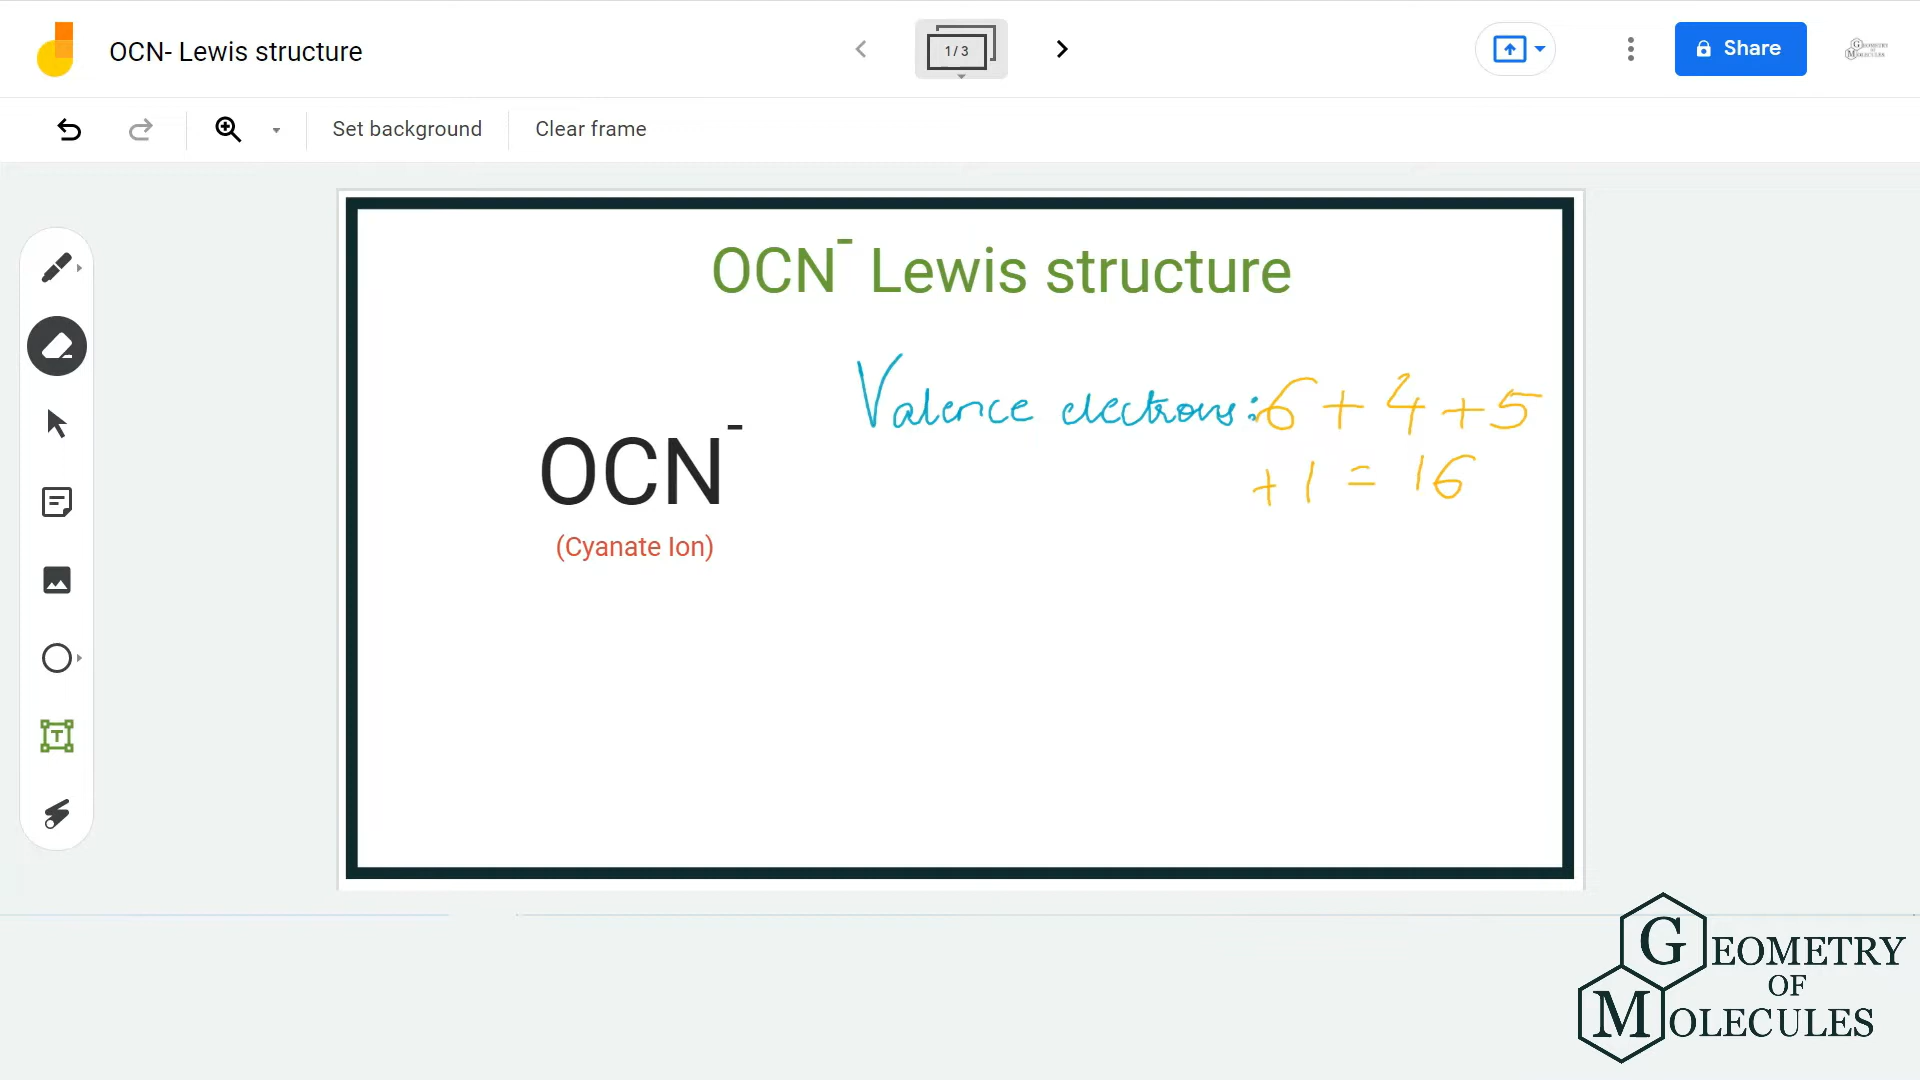 OCN- Lewis structure
1 / 3
Share
Set background
Clear frame
OCN⁻ Lewis structure
Valence electrons: 6 + 4 + 5
+ 1 = 16
OCN⁻
(Cyanate Ion)
T
GEOMETRY
OF
MOLECULES